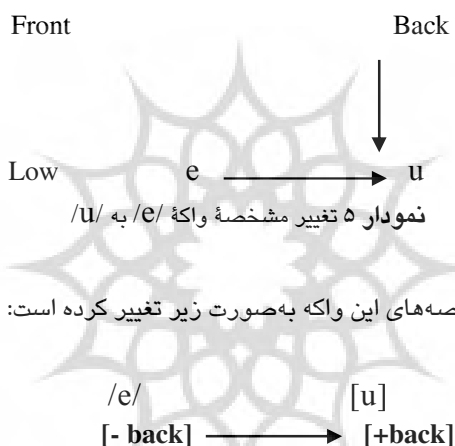 Front Back
Low e u
نمودار ۵ تغییر مشخصهٔ واکهٔ /e/ به /u/
صه‌های این واکه به‌صورت زیر تغییر کرده است:
/e/ [u]
[- back] [+back]